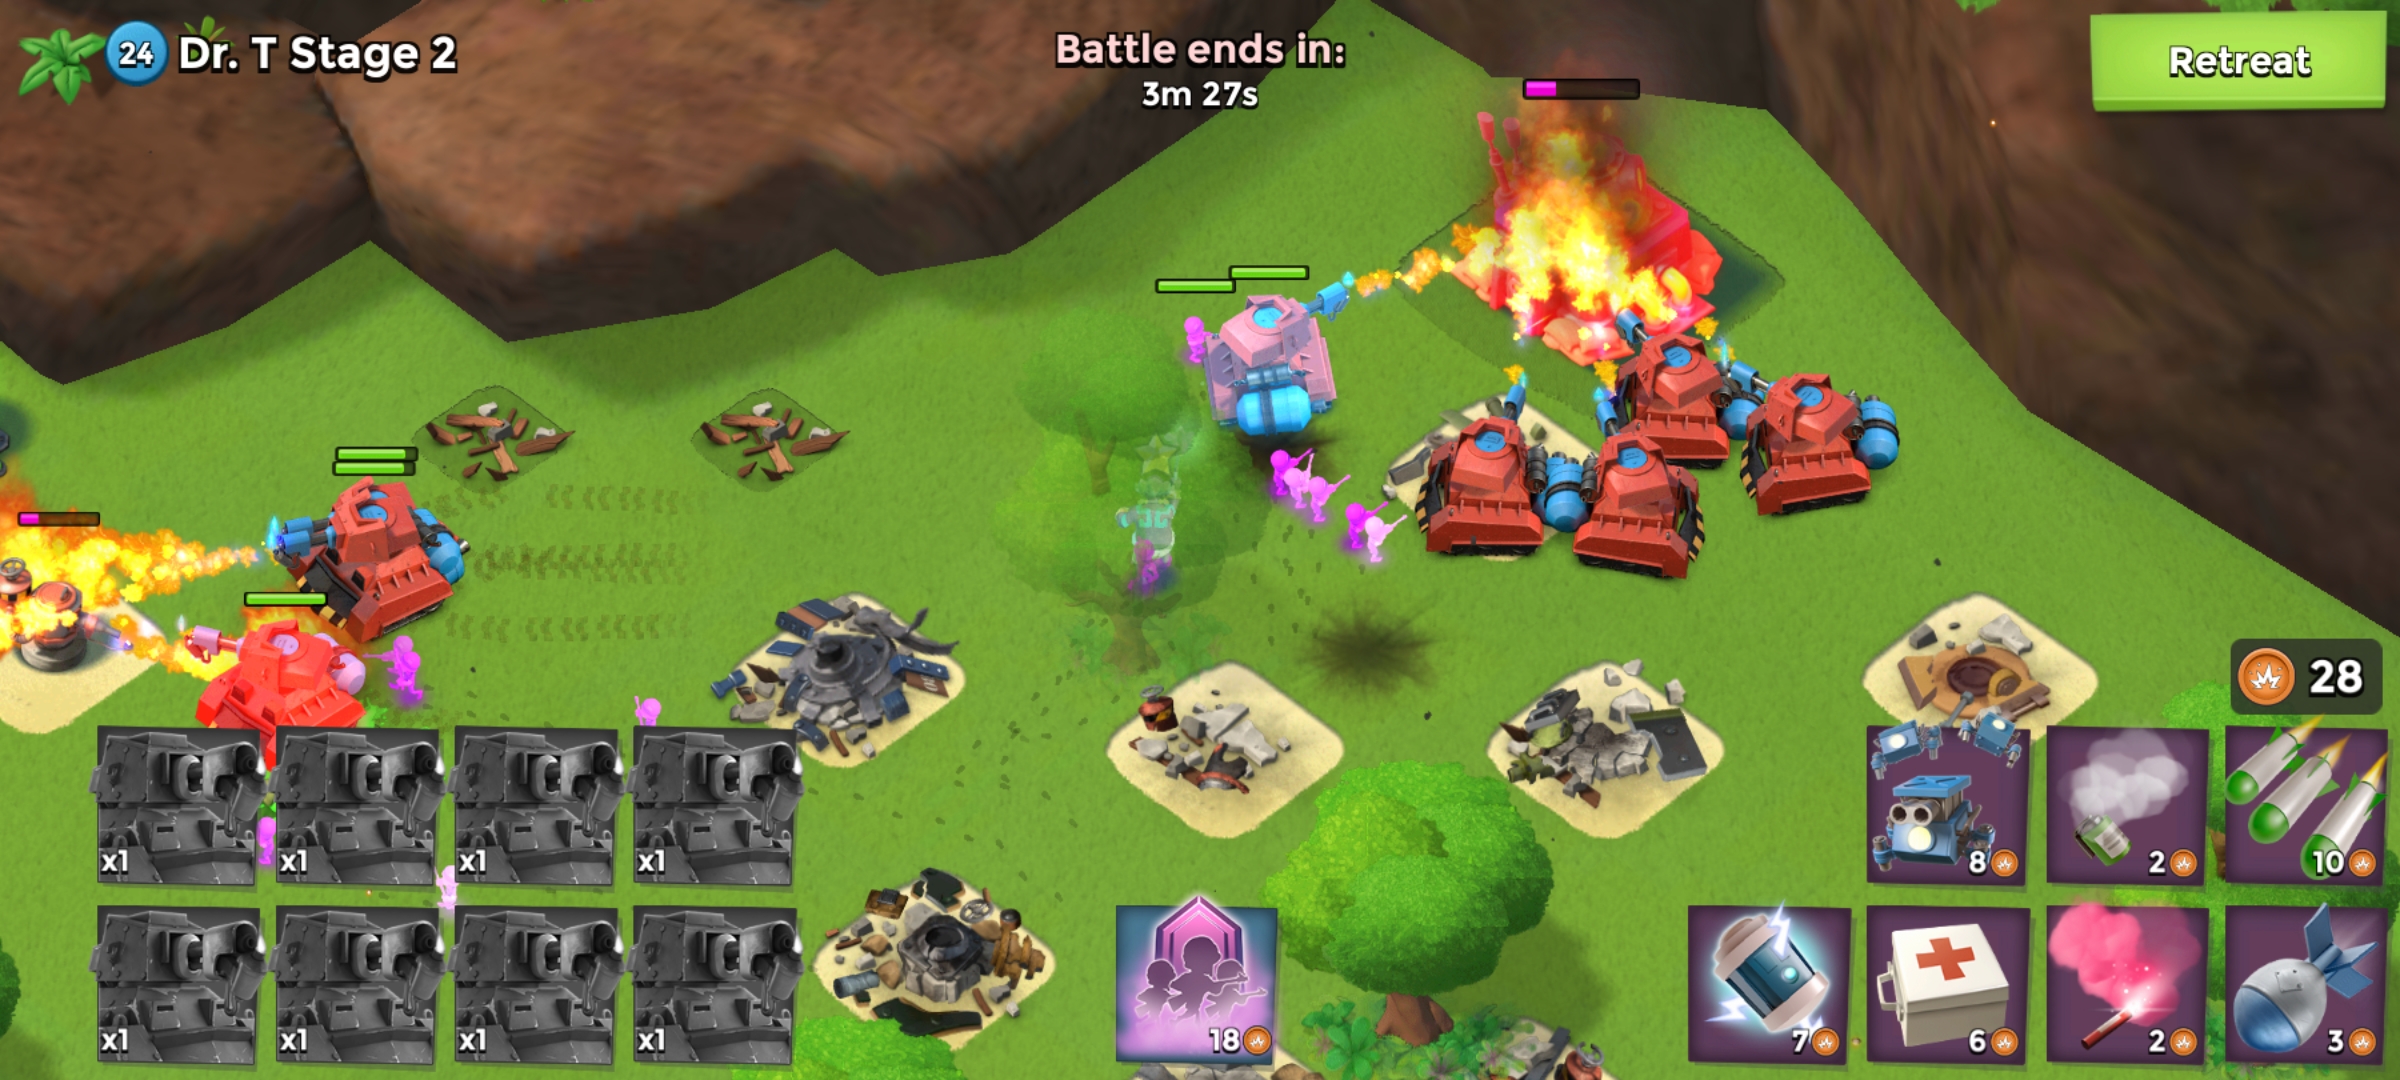 24 Dr. T Stage 2
Battle ends in:
3m 27s
Retreat
28
8
2
10
x1
x1
x1
x1
x1
x1
x1
x1
18
7
6
2
3